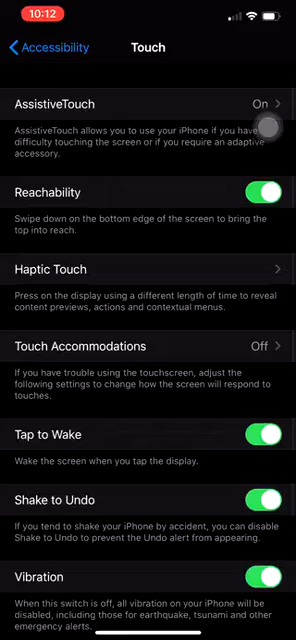 10:12
Accessibility
Touch
AssistiveTouch
On
AssistiveTouch allows you to use your iPhone if you have
difficulty touching the screen or if you require an adaptive
accessory.
Reachability
Swipe down on the bottom edge of the screen to bring the
top into reach.
Haptic Touch
Press on the display using a different length of time to reveal
content previews, actions and contextual menus.
Touch Accommodations
Off
If you have trouble using the touchscreen, adjust the
following settings to change how the screen will respond to
touches.
Tap to Wake
Wake the screen when you tap the display.
Shake to Undo
If you tend to shake your iPhone by accident, you can disable
Shake to Undo to prevent the Undo alert from appearing.
Vibration
When this switch is off, all vibration on your iPhone will be
disabled, including those for earthquake, tsunami and other
emergency alerts.